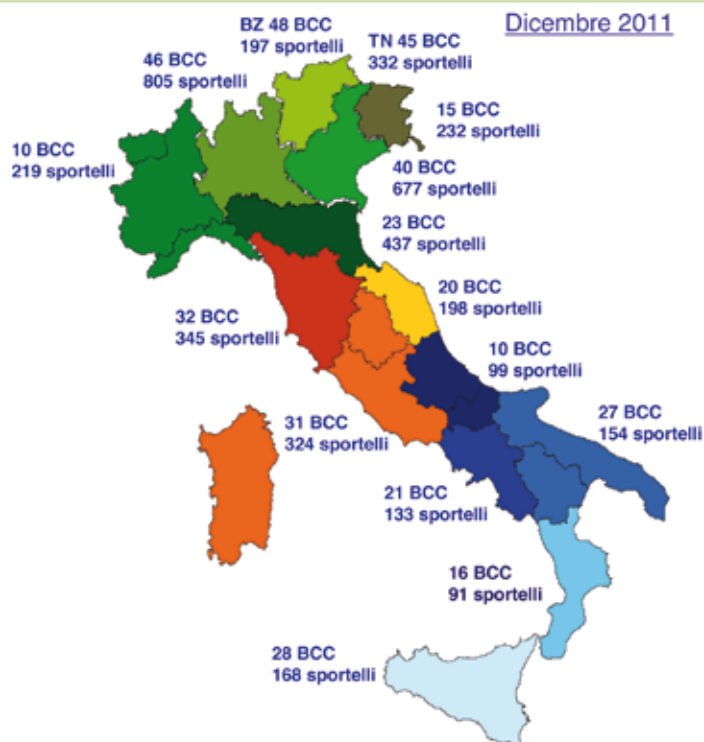 Dicembre 2011
BZ 48 BCC
197 sportelli
TN 45 BCC
332 sportelli
46 BCC
805 sportelli
15 BCC
232 sportelli
10 BCC
219 sportelli
40 BCC
677 sportelli
23 BCC
437 sportelli
20 BCC
198 sportelli
32 BCC
345 sportelli
10 BCC
99 sportelli
31 BCC
324 sportelli
27 BCC
154 sportelli
21 BCC
133 sportelli
16 BCC
91 sportelli
28 BCC
168 sportelli